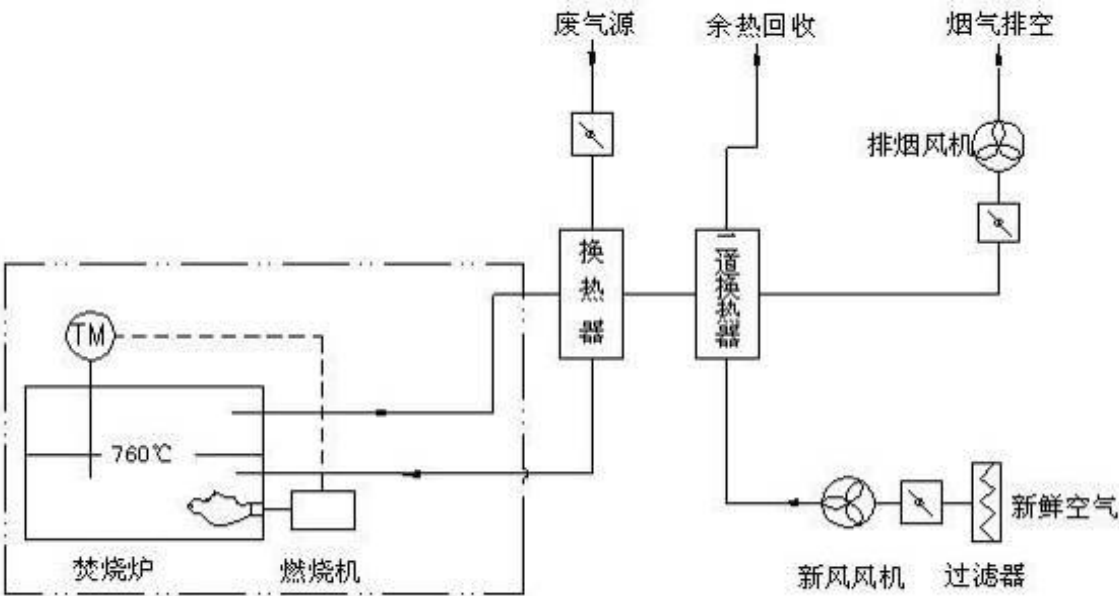 废气源
余热回收
烟气排空
排烟风机
换热器
二道换热器
TM
760℃
新鲜空气
焚烧炉
燃烧机
新风风机
过滤器